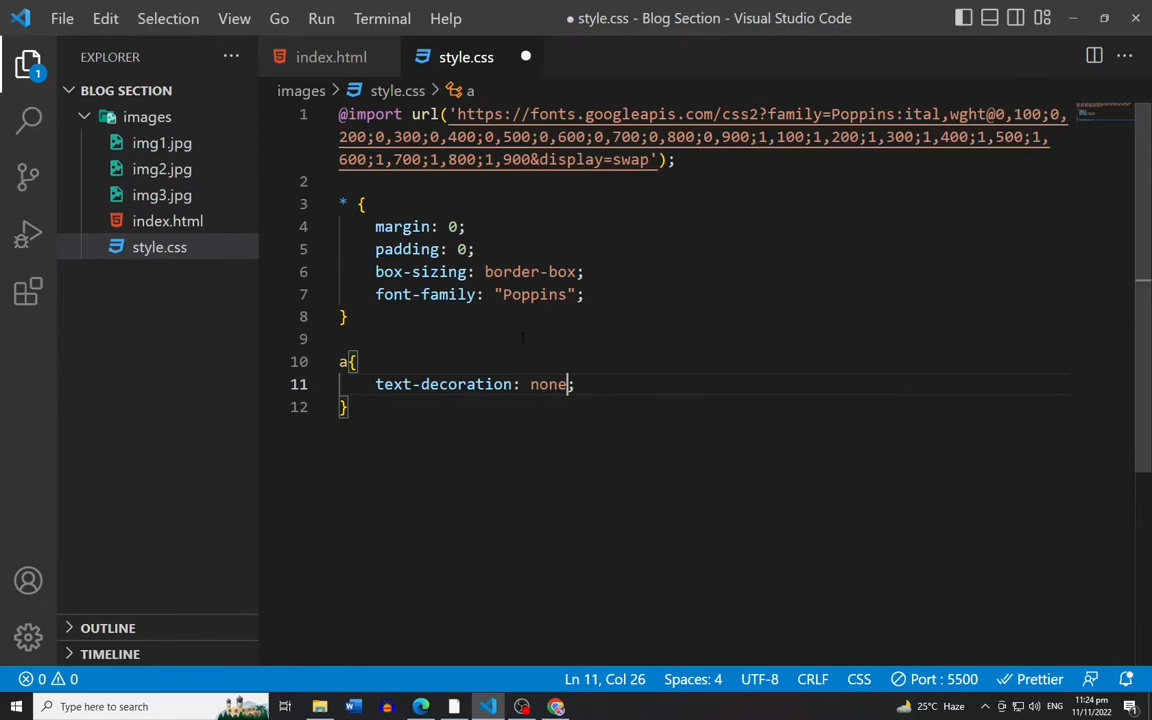 File Edit Selection View Go Run Terminal Help ● style.css - Blog Section - Visual Studio Code
EXPLORER ···
index.html
style.css
1
images > style.css > a
BLOG SECTION
images
img1.jpg
img2.jpg
img3.jpg
index.html
style.css
1 @import url('https://fonts.googleapis.com/css2?family=Poppins:ital,wght@0,100;0,
200;0,300;0,400;0,500;0,600;0,700;0,800;0,900;1,100;1,200;1,300;1,400;1,500;1,
600;1,700;1,800;1,900&display=swap');
2
3 * {
4 margin: 0;
5 padding: 0;
6 box-sizing: border-box;
7 font-family: "Poppins";
8 }
9
10 a{
11 text-decoration: none;
12 }
OUTLINE
TIMELINE
0 0 Ln 11, Col 26 Spaces: 4 UTF-8 CRLF CSS Port : 5500 Prettier
Type here to search
25°C Haze
ENG
11:24 pm
11/11/2022
1